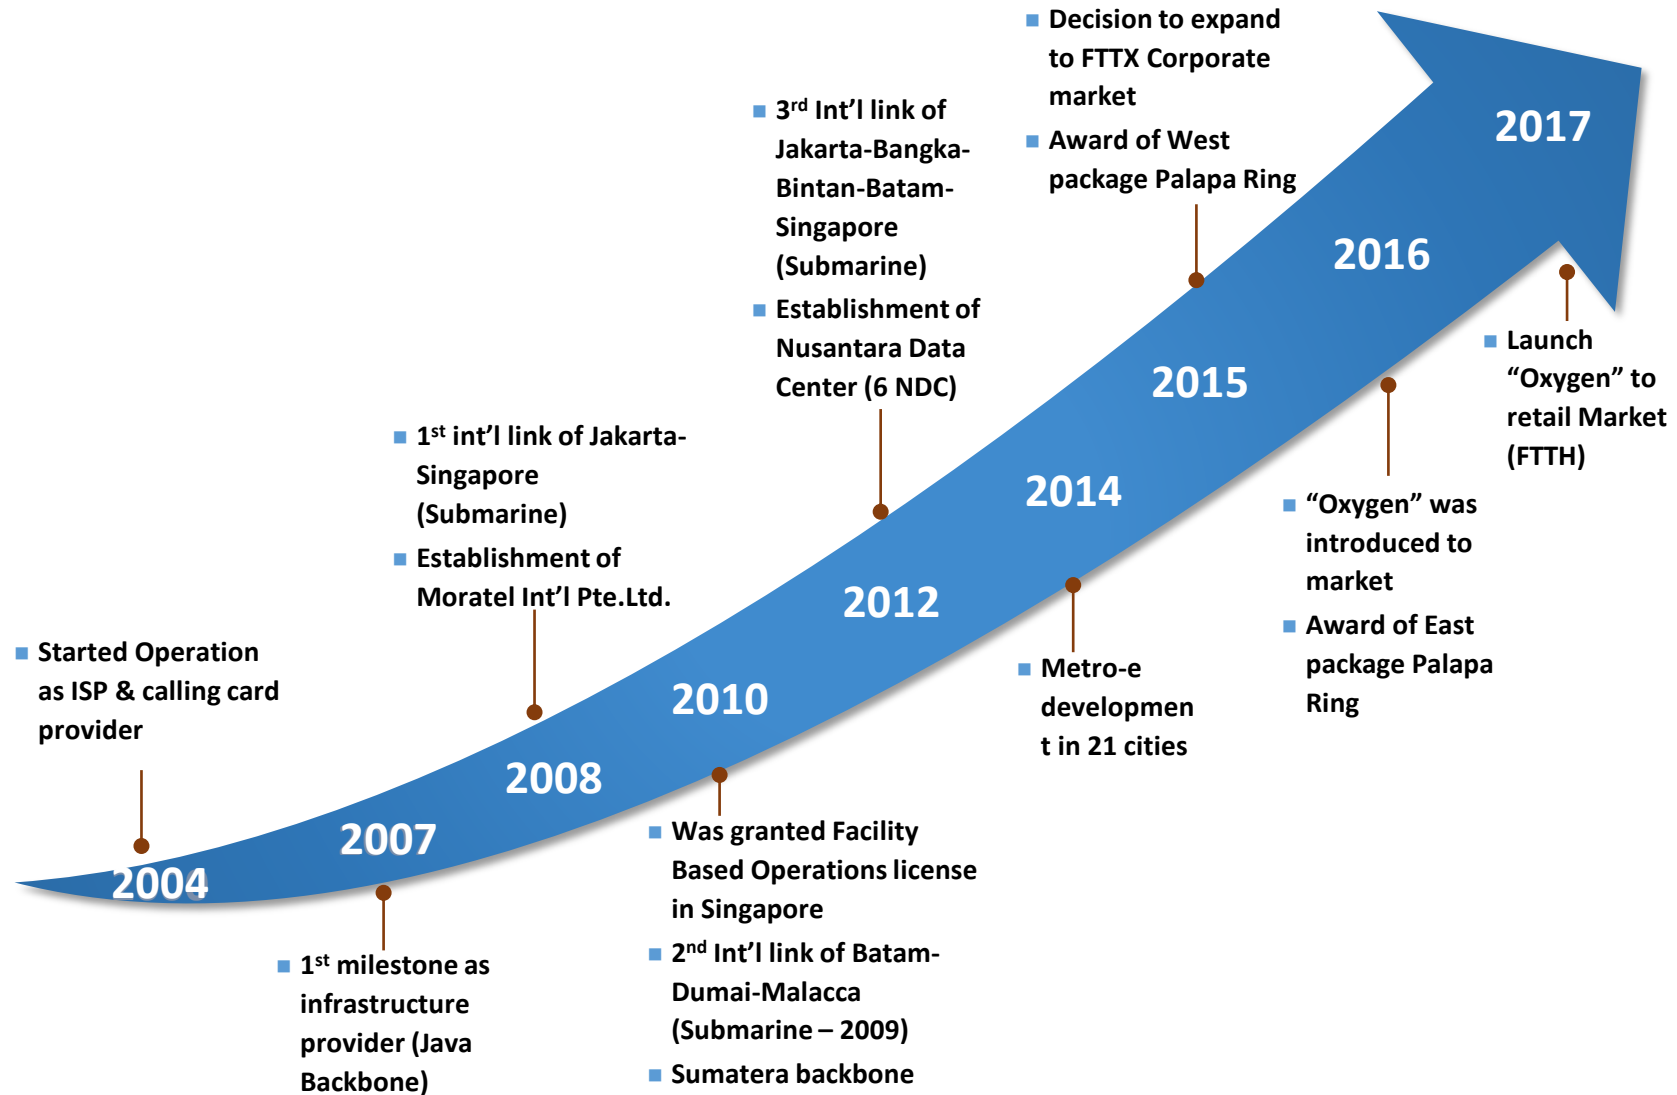 Started Operation
as ISP & calling card
provider
2004
2007
1st milestone as
infrastructure
provider (Java
Backbone)
1st int’l link of Jakarta-
Singapore
(Submarine)
Establishment of
Moratel Int’l Pte.Ltd.
2008
2010
Was granted Facility
Based Operations license
in Singapore
2nd Int’l link of Batam-
Dumai-Malacca
(Submarine – 2009)
Sumatera backbone
3rd Int’l link of
Jakarta-Bangka-
Bintan-Batam-
Singapore
(Submarine)
Establishment of
Nusantara Data
Center (6 NDC)
2012
2014
Metro-e
developmen
t in 21 cities
Decision to expand
to FTTX Corporate
market
Award of West
package Palapa Ring
2015
2016
“Oxygen” was
introduced to
market
Award of East
package Palapa
Ring
2017
Launch
“Oxygen” to
retail Market
(FTTH)